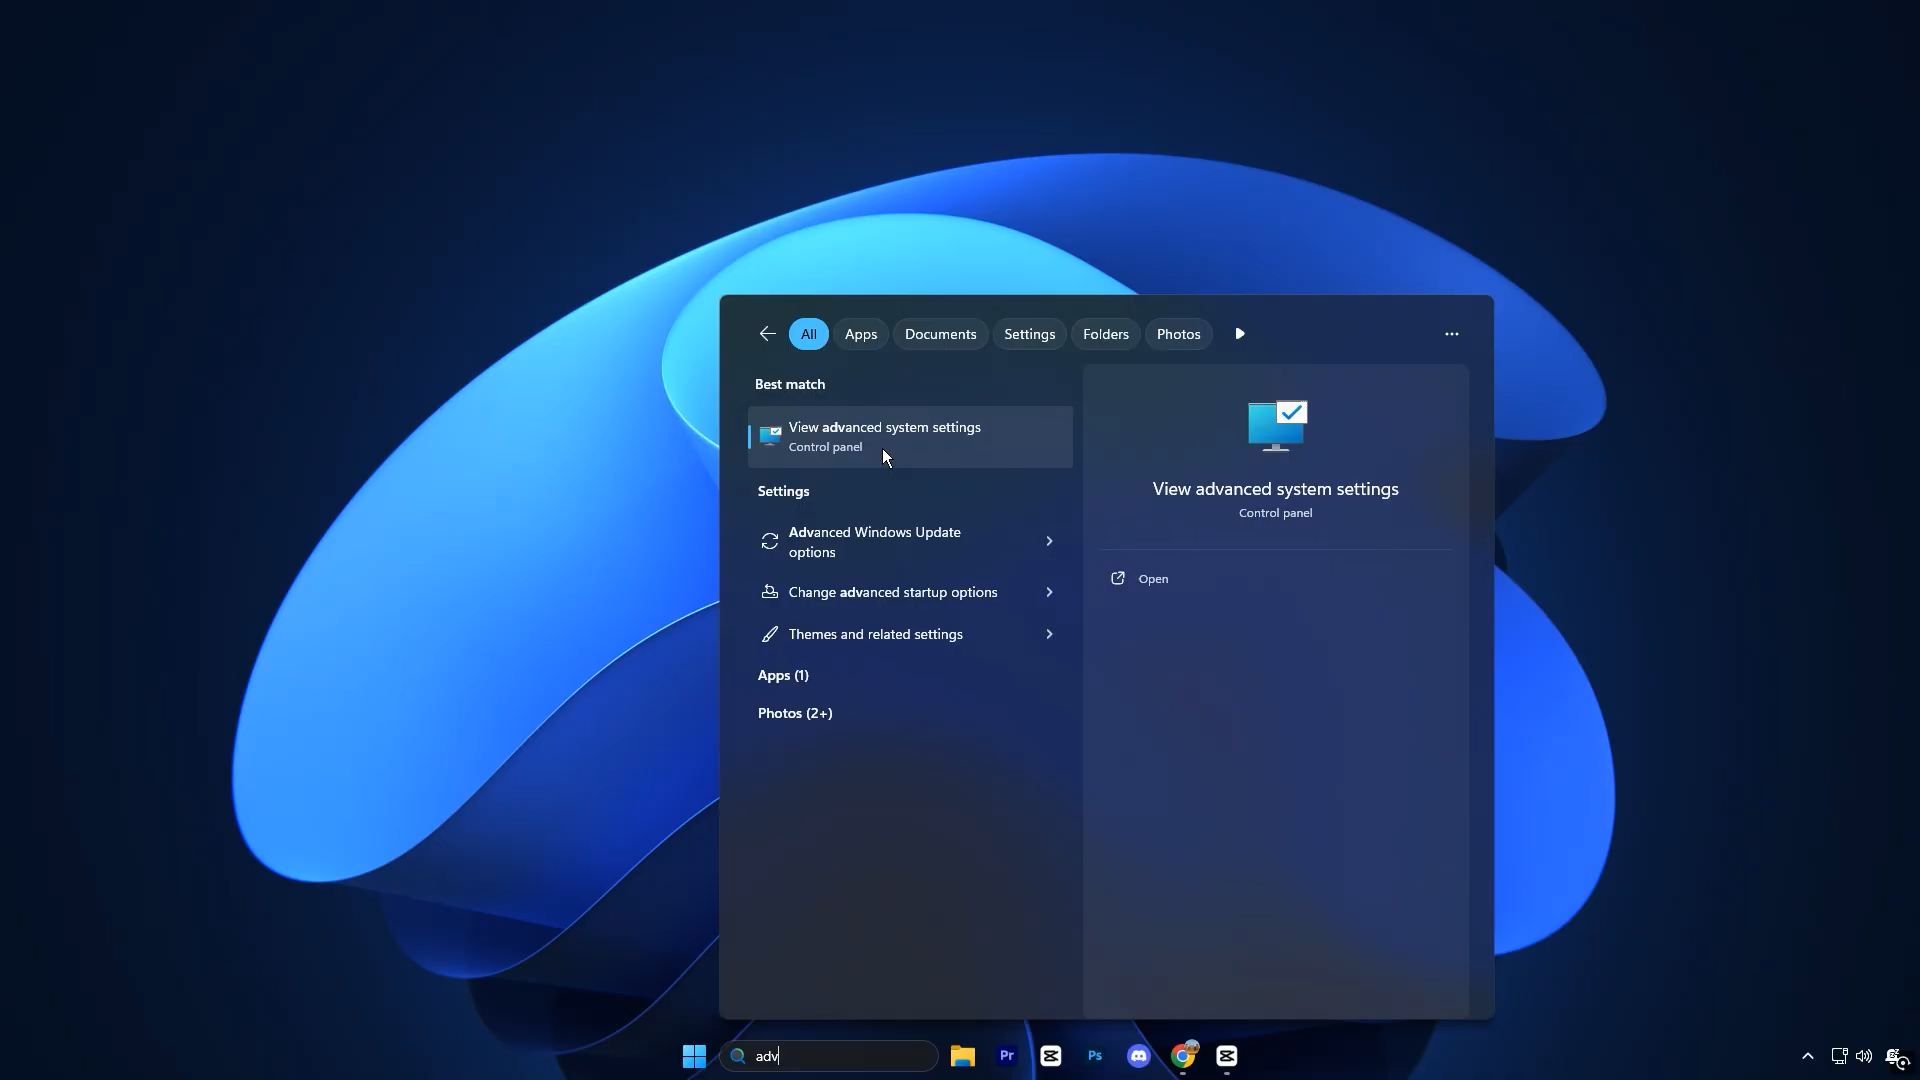 All
Apps
Documents
Settings
Folders
Photos
Best match
View advanced system settings
Control panel
Settings
Advanced Windows Update
options
Change advanced startup options
Themes and related settings
Apps (1)
Photos (2+)
View advanced system settings
Control panel
Open
adv
Pr
Ps